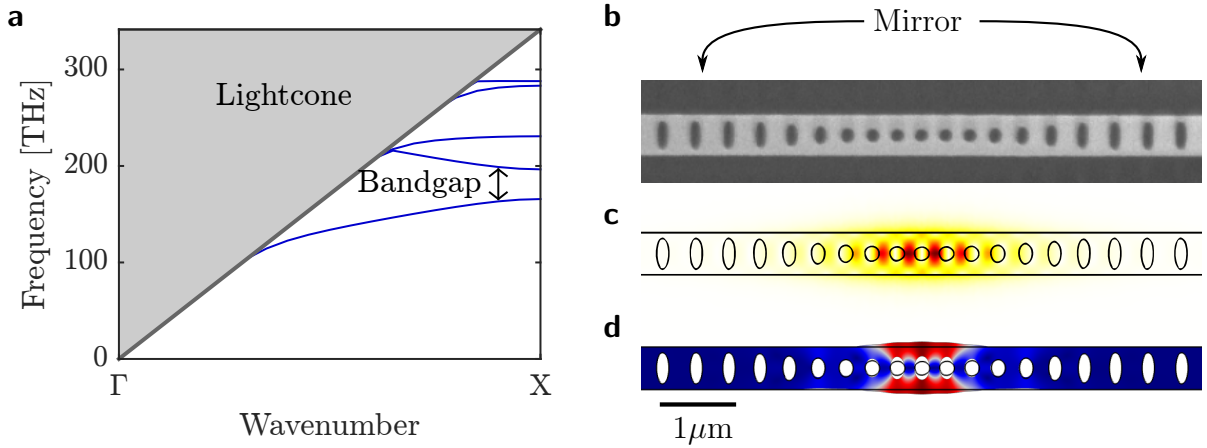 a
Frequency [THz]
300
200
100
0
Lightcone
Bandgap
Γ
X
Wavenumber
b
Mirror
c
d
1μm